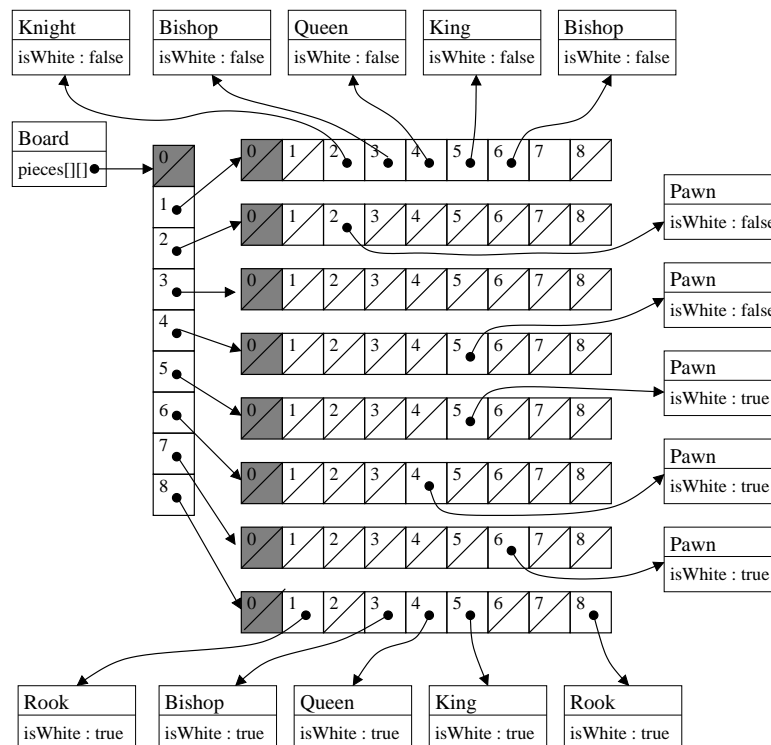 Knight Bishop Queen King Bishop
isWhite : false isWhite : false isWhite : false isWhite : false isWhite : false
Board
pieces[][]
0
1
2
3
4
5
6
7
8
0 1 2 3 4 5 6 7 8
0 1 2 3 4 5 6 7 8
0 1 2 3 4 5 6 7 8
0 1 2 3 4 5 6 7 8
0 1 2 3 4 5 6 7 8
0 1 2 3 4 5 6 7 8
0 1 2 3 4 5 6 7 8
0 1 2 3 4 5 6 7 8
Pawn
isWhite : false
Pawn
isWhite : false
Pawn
isWhite : true
Pawn
isWhite : true
Pawn
isWhite : true
Rook Bishop Queen King Rook
isWhite : true isWhite : true isWhite : true isWhite : true isWhite : true